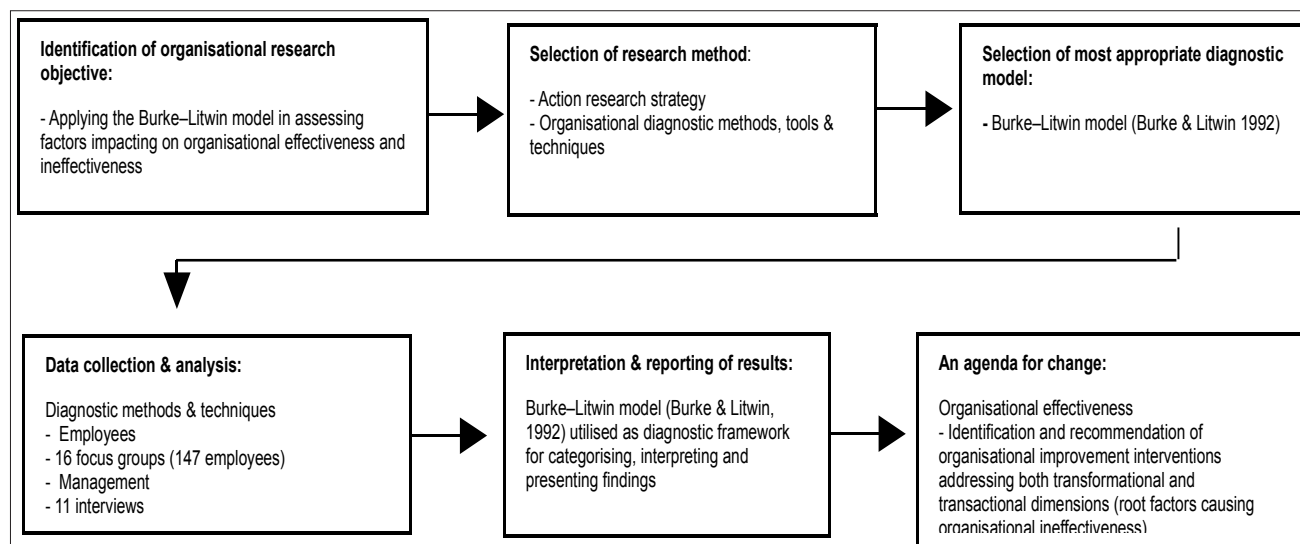 Identification of organisational research
objective:
- Applying the Burke–Litwin model in assessing
factors impacting on organisational effectiveness and
ineffectiveness
Selection of research method:
- Action research strategy
- Organisational diagnostic methods, tools &
techniques
Selection of most appropriate diagnostic
model:
- Burke–Litwin model (Burke & Litwin 1992)
Data collection & analysis:
Diagnostic methods & techniques
- Employees
- 16 focus groups (147 employees)
- Management
- 11 interviews
Interpretation & reporting of results:
Burke–Litwin model (Burke & Litwin,
1992) utilised as diagnostic framework
for categorising, interpreting and
presenting findings
An agenda for change:
Organisational effectiveness
- Identification and recommendation of
organisational improvement interventions
addressing both transformational and
transactional dimensions (root factors causing
organisational ineffectiveness)